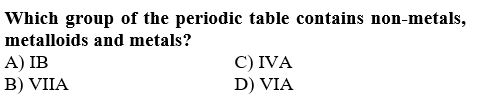 Which group of the periodic table contains non-metals,
metalloids and metals?
A) IB C) IVA
B) VIIA D) VIA